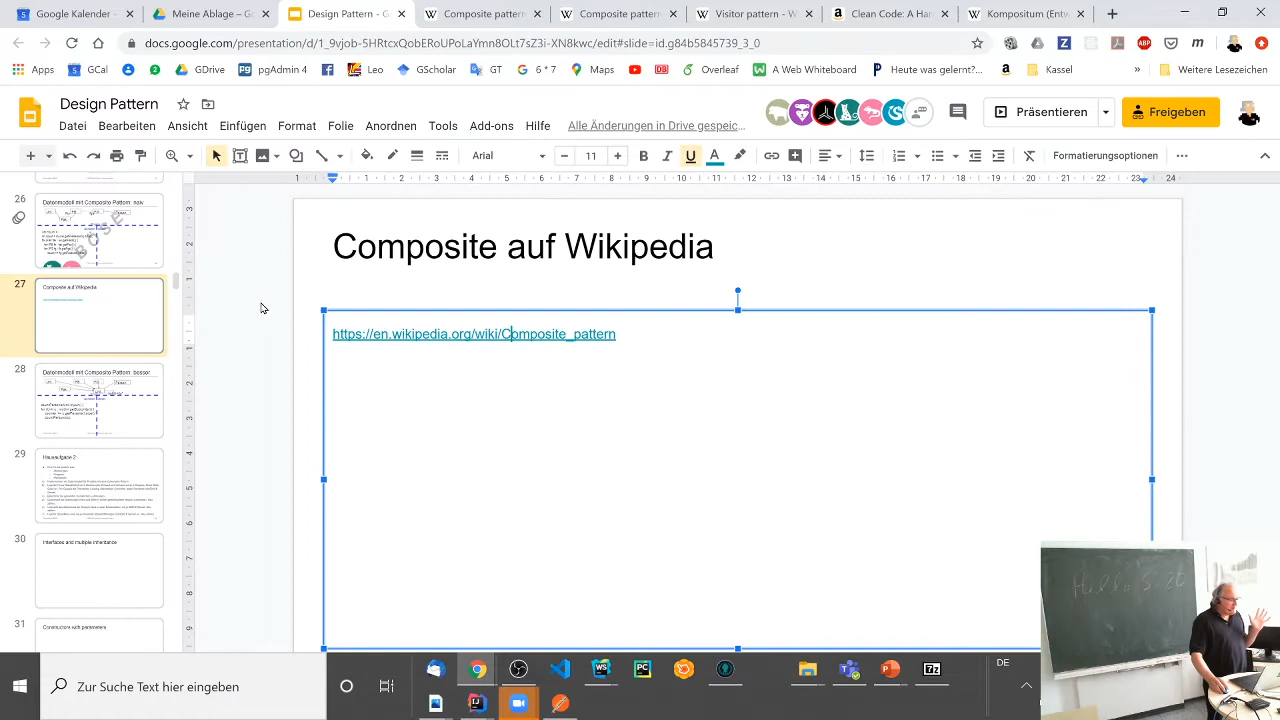 Google Kalender -
Meine Ablage - G
Design Pattern - G
Composite pattern
Composite pattern
Clean Code: A Han
Kompositum (Entw
docs.google.com/presentation/d/1_9vjob-5HRtcxQobERdIPoLaYmn8OLt7sZ3i-XN8kwc/edit#slide=id.g84b5845739_3_0
Apps
GCal
GDrive
pgAdmin 4
Leo
GScholar
GT
6 * 7
Maps
Overleaf
A Web Whiteboard
Heute was gelernt?...
Kassel
»
Weitere Lesezeichen
Design Pattern
Datei Bearbeiten Ansicht Einfügen Format Folie Anordnen Tools Add-ons Hilfe Alle Änderungen in Drive gespeic...
Präsentieren
Freigeben
Arial
11
Formatierungsoptionen
26
Datenmodell mit Composite Pattern: naiv
27
Composite auf Wikipedia
28
Datenmodell mit Composite Pattern: besser
29
Hausaufgabe 2
30
Interfaces and multiple inheritance
31
Constructors with parameters
Composite auf Wikipedia
https://en.wikipedia.org/wiki/Composite_pattern
Zur Suche Text hier eingeben
DE
Hallo